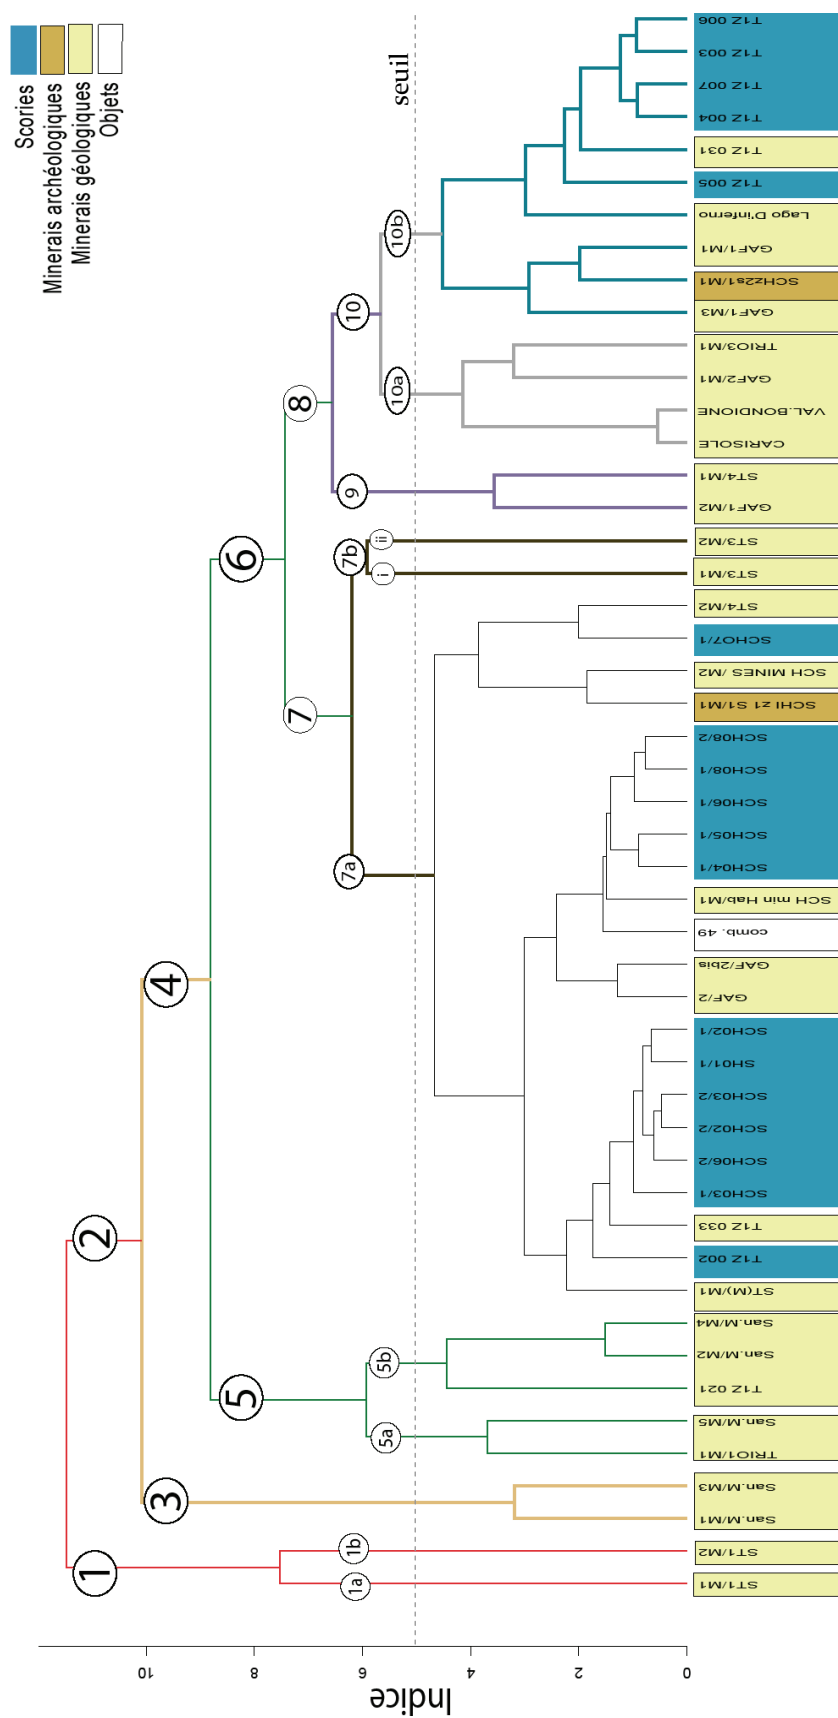 Scories
Minerais archéologiques
Minerais géologiques
Objets
seuil
1
2
3
4
5
6
7
8
9
10
1a
1b
5a
5b
7a
7b
i
ii
10a
10b
Indice
10
8
6
4
2
0
ST1/M1
ST1/M2
San.M/M1
San.M/M3
TRIO1/M1
San.M/M5
T1Z 021
San.M/M2
San.M/M4
ST(M)/M1
T1Z 002
T1Z 033
SCH03/1
SCH06/2
SCH02/2
SCH03/2
SH01/1
SCH02/1
GAF/2
GAF/2bis
comb. 49
SCH min Hab/M1
SCH04/1
SCH05/1
SCH06/1
SCH08/1
SCH08/2
SCHI z1 S1/M1
SCH MINES /M2
SCHO7/1
ST4/M2
ST3/M1
ST3/M2
GAF1/M2
ST4/M1
CARISOLE
VAL.BONDIONE
GAF2/M1
TRIO3/M1
GAF1/M3
SCHz2s1/M1
GAF1/M1
Lago D'inferno
T1Z 005
T1Z 031
T1Z 004
T1Z 007
T1Z 003
T1Z 006